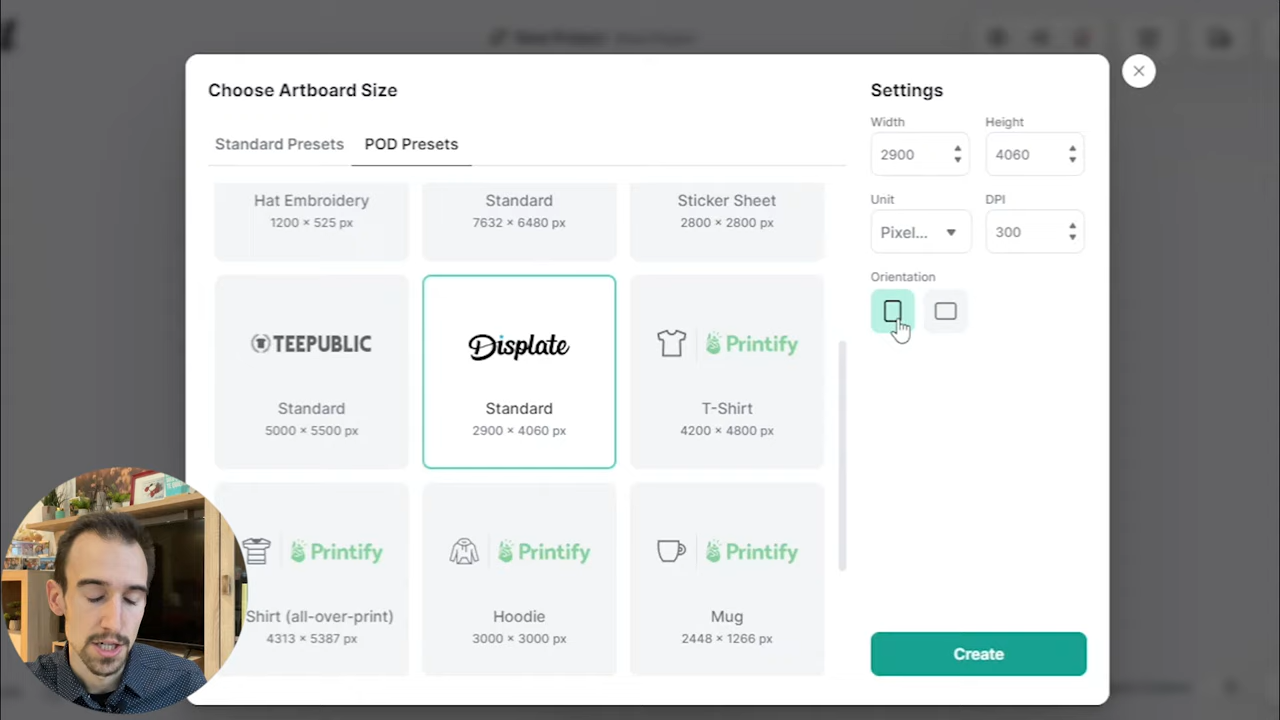 Choose Artboard Size
Settings
Standard Presets
POD Presets
Width
Height
2900
4060
Unit
DPI
Pixel...
300
Orientation
Hat Embroidery
1200 × 525 px
Standard
7632 × 6480 px
Sticker Sheet
2800 × 2800 px
TEEPUBLIC
Standard
5000 × 5500 px
Displate
Standard
2900 × 4060 px
Printify
T-Shirt
4200 × 4800 px
Printify
Shirt (all-over-print)
4313 × 5387 px
Printify
Hoodie
3000 × 3000 px
Printify
Mug
2448 × 1266 px
Create